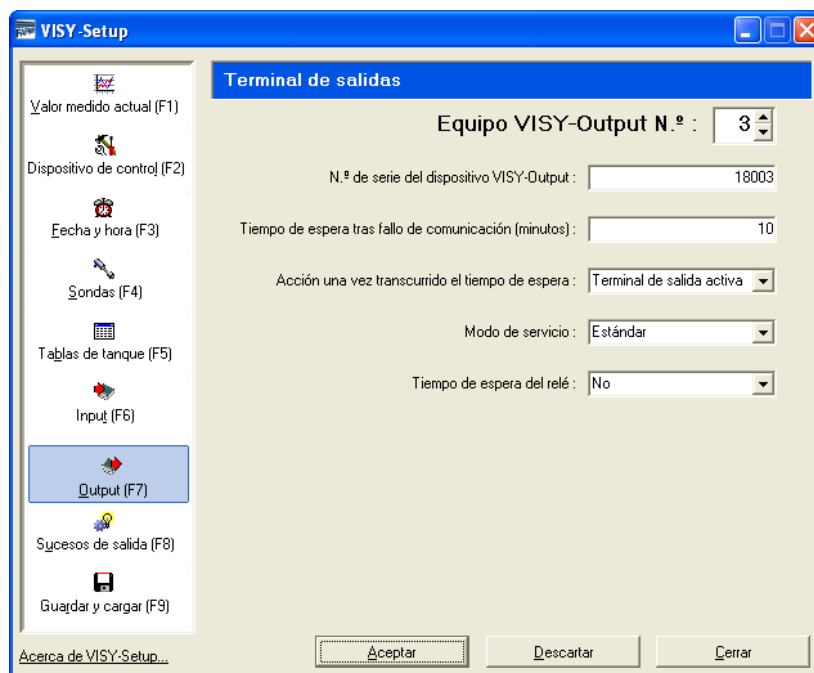 VISY-Setup
Valor medido actual (F1)
Dispositivo de control (F2)
Fecha y hora (F3)
Sondas (F4)
Tablas de tanque (F5)
Input (F6)
Output (F7)
Sucesos de salida (F8)
Guardar y cargar (F9)
Acerca de VISY-Setup...
Terminal de salidas
Equipo VISY-Output N.º : 3
N.º de serie del dispositivo VISY-Output : 18003
Tiempo de espera tras fallo de comunicación (minutos) : 10
Acción una vez transcurrido el tiempo de espera : Terminal de salida activa
Modo de servicio : Estándar
Tiempo de espera del relé : No
Aceptar Descartar Cerrar